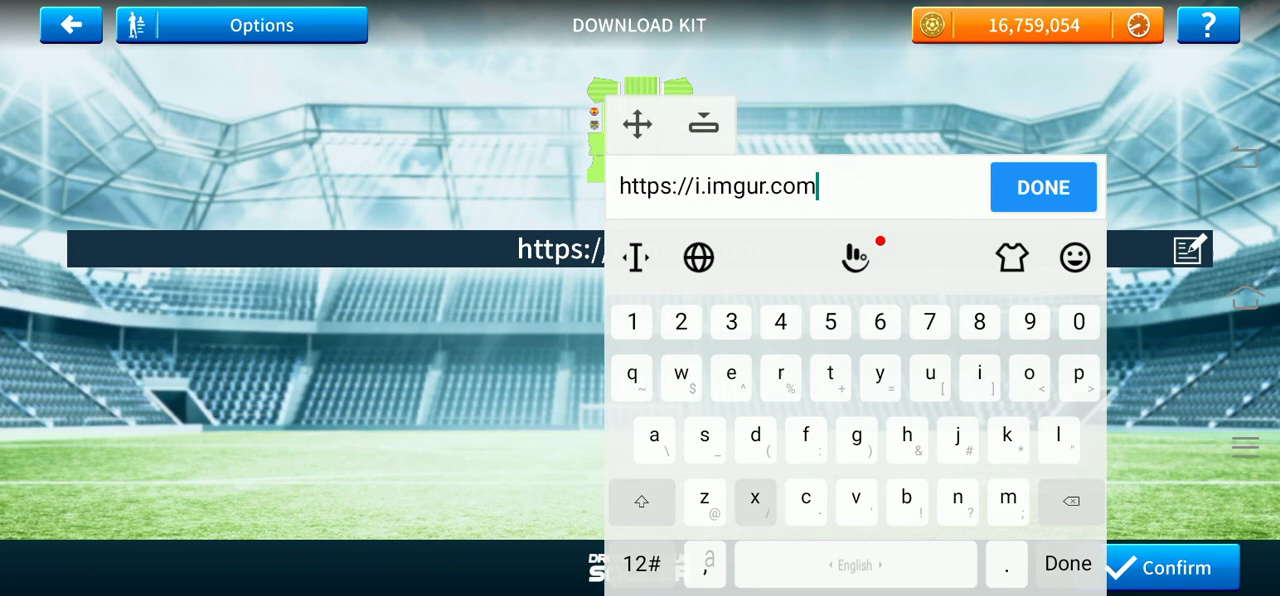 Options
DOWNLOAD KIT
16,759,054
?
https://i.imgur.com
DONE
https:/
1 2 3 4 5 6 7 8 9 0
q w e r t y u i o p
~ $ ^ % + = [ ] < >
a s d f g h j k l
\ _ ( : ) & # * "
z x c v b n m
@ / - ' ! ? ;
12# , a English . Done
Confirm